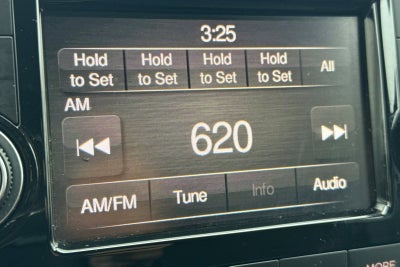 3:25
Hold Hold Hold Hold All
to Set to Set to Set to Set
AM
620
AM/FM Tune Info Audio
MORE